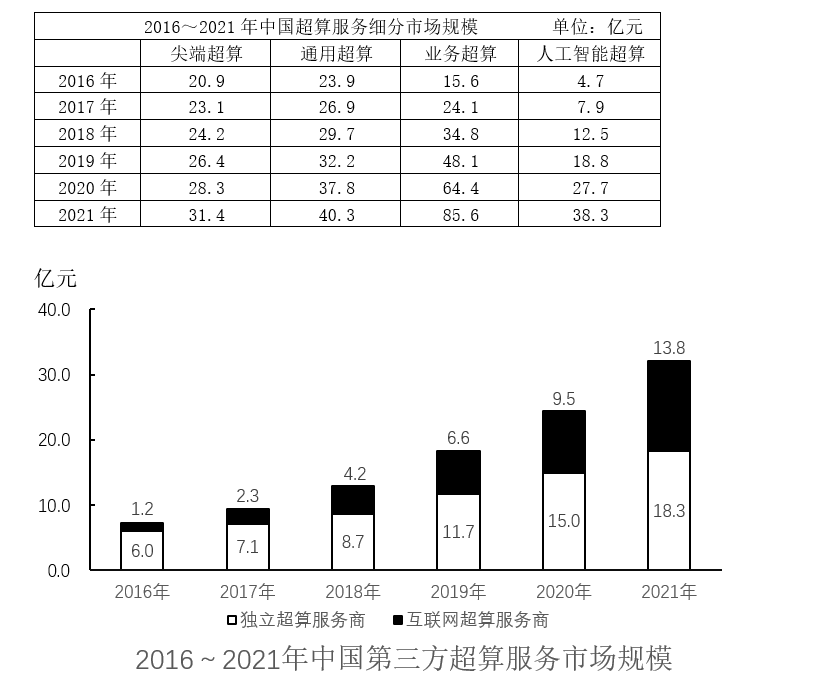 2016～2021年中国超算服务细分市场规模 单位：亿元
尖端超算 通用超算 业务超算 人工智能超算
2016年 20.9 23.9 15.6 4.7
2017年 23.1 26.9 24.1 7.9
2018年 24.2 29.7 34.8 12.5
2019年 26.4 32.2 48.1 18.8
2020年 28.3 37.8 64.4 27.7
2021年 31.4 40.3 85.6 38.3
亿元
40.0
30.0
20.0
10.0
0.0
1.2 2.3 4.2 6.6 9.5 13.8
6.0 7.1 8.7 11.7 15.0 18.3
2016年 2017年 2018年 2019年 2020年 2021年
独立超算服务商 互联网超算服务商
2016～2021年中国第三方超算服务市场规模